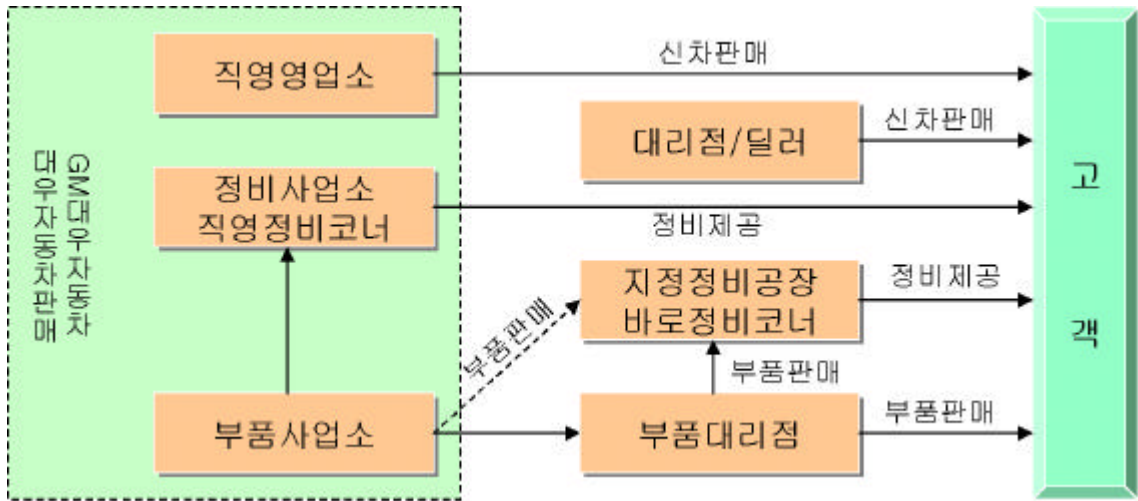 GM대우자동차
대우자동차판매
직영영업소
신차판매
대리점/딜러
신차판매
정비사업소
직영정비코너
정비제공
지정정비공장
바로정비코너
정비제공
부품판매
부품판매
부품사업소
부품대리점
부품판매
고
객